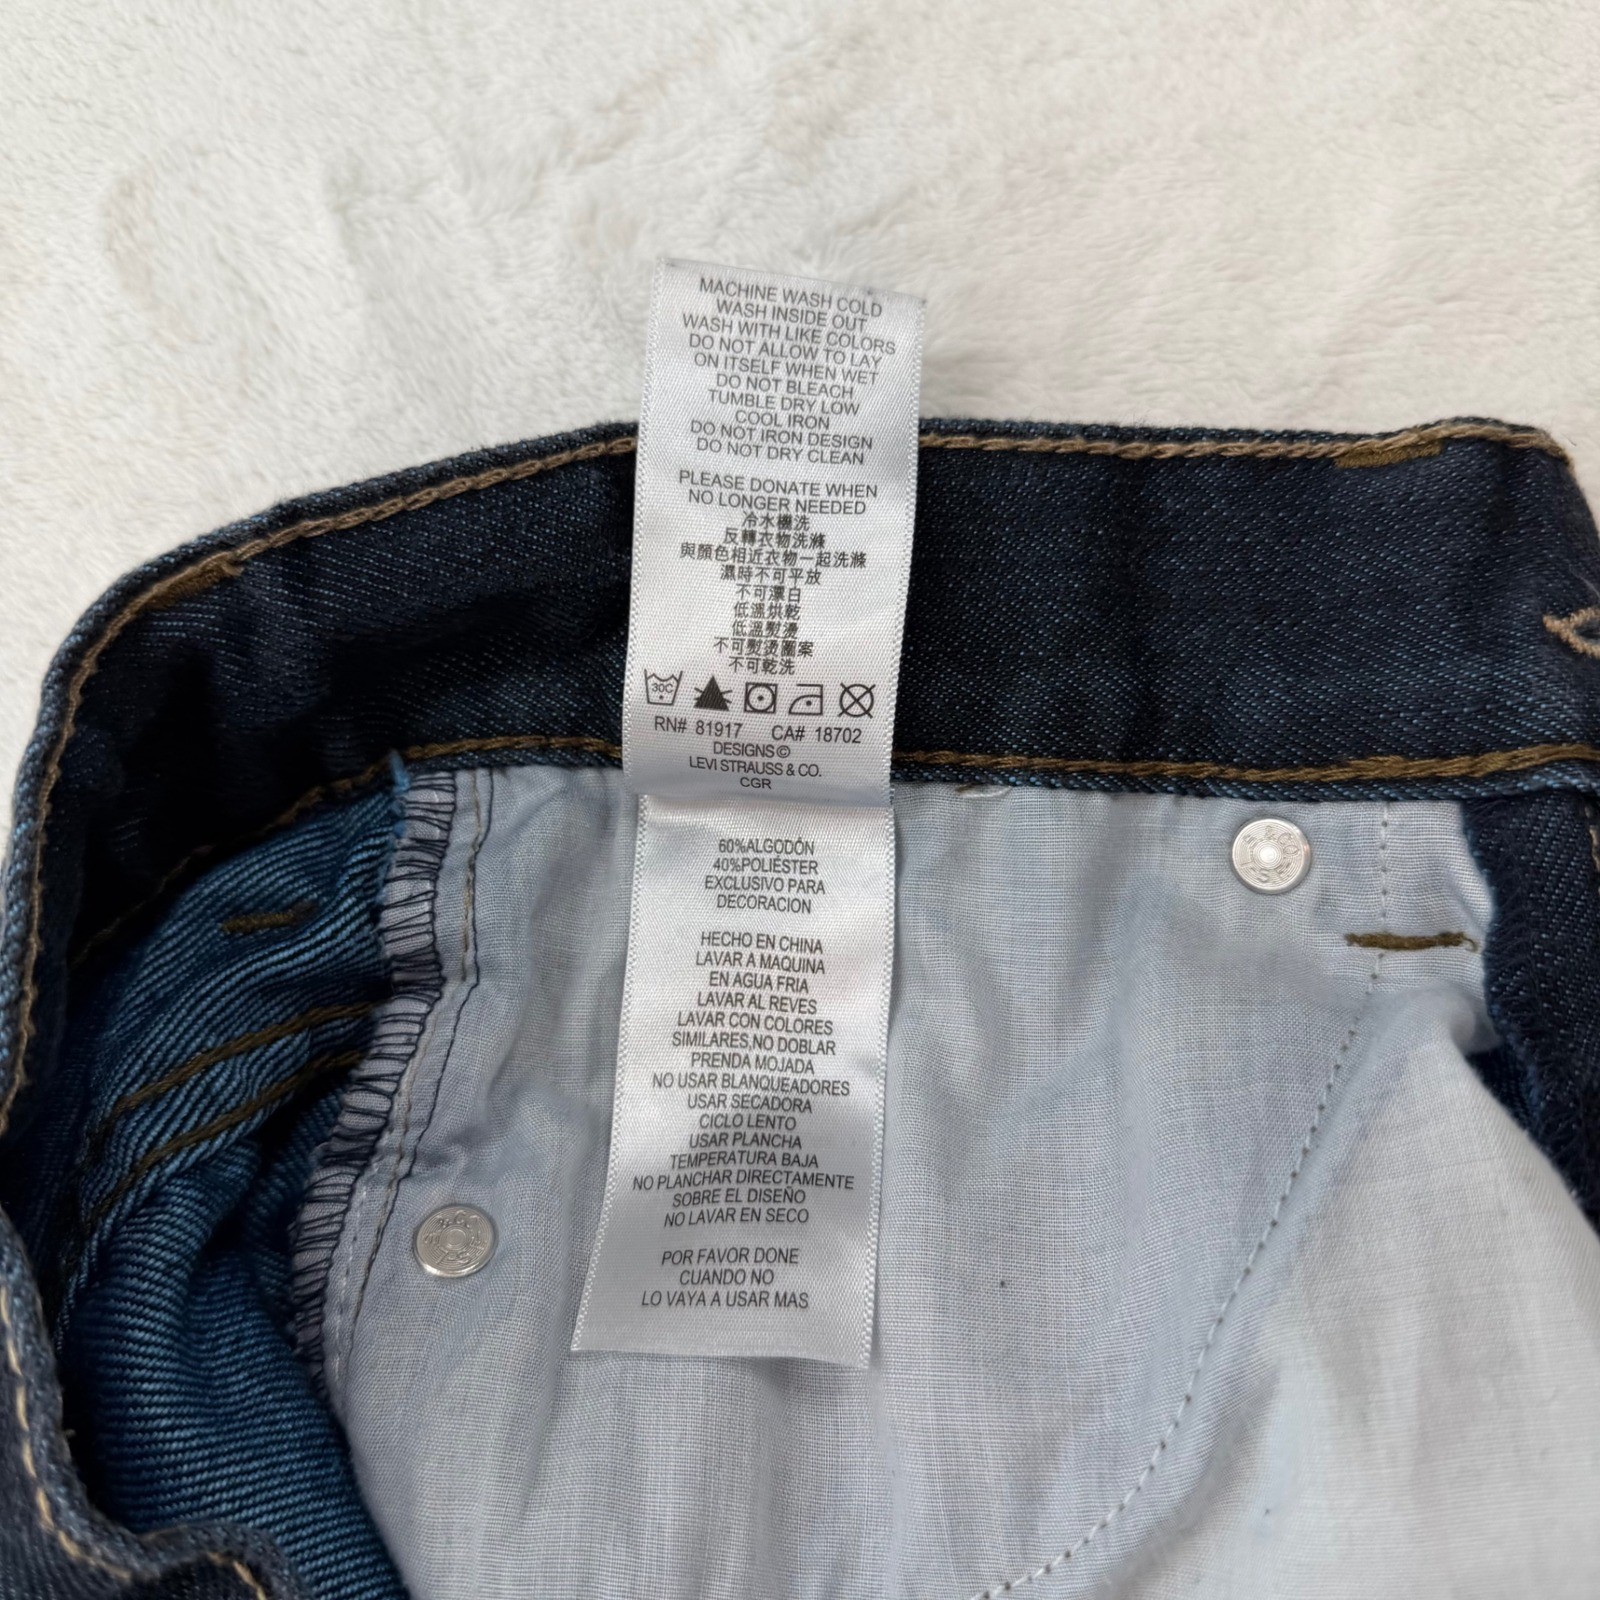 MACHINE WASH COLD
WASH INSIDE OUT
WASH WITH LIKE COLORS
DO NOT ALLOW TO LAY
ON ITSELF WHEN WET
DO NOT BLEACH
TUMBLE DRY LOW
COOL IRON
DO NOT IRON DESIGN
DO NOT DRY CLEAN
PLEASE DONATE WHEN
NO LONGER NEEDED
冷水機洗
反轉衣物洗滌
與顏色相近衣物一起洗滌
濕時不可平放
不可漂白
低溫烘乾
低溫熨燙
不可熨燙圖案
不可乾洗
30C
RN# 81917 CA# 18702
DESIGNS©
LEVI STRAUSS & CO.
CGR
60%ALGODÓN
40%POLIÉSTER
EXCLUSIVO PARA
DECORACION
HECHO EN CHINA
LAVAR A MAQUINA
EN AGUA FRIA
LAVAR AL REVES
LAVAR CON COLORES
SIMILARES,NO DOBLAR
PRENDA MOJADA
NO USAR BLANQUEADORES
USAR SECADORA
CICLO LENTO
USAR PLANCHA
TEMPERATURA BAJA
NO PLANCHAR DIRECTAMENTE
SOBRE EL DISEÑO
NO LAVAR EN SECO
POR FAVOR DONE
CUANDO NO
LO VAYA A USAR MAS